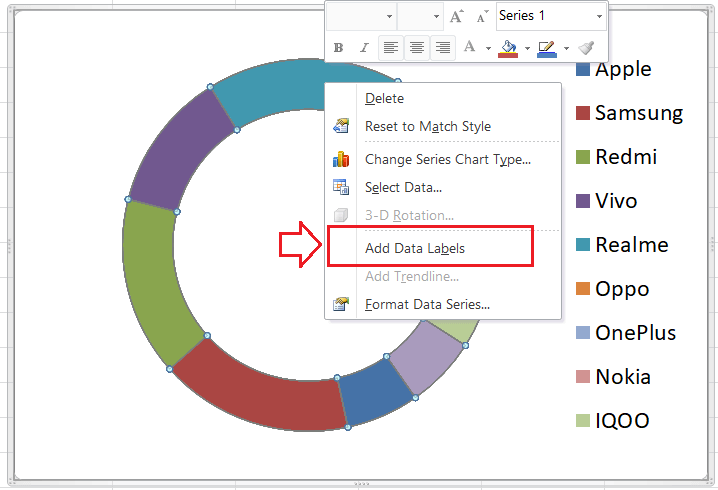 Series 1
A A
B I A
Delete
Reset to Match Style
Change Series Chart Type...
Select Data...
3-D Rotation...
Add Data Labels
Add Trendline...
Format Data Series...
Apple
Samsung
Redmi
Vivo
Realme
Oppo
OnePlus
Nokia
IQOO